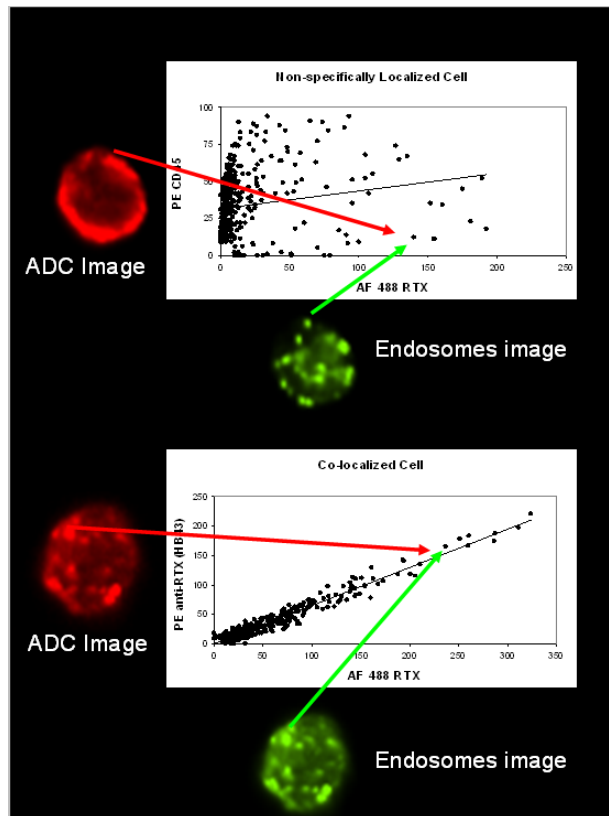 Non-specifically Localized Cell
100
75
50
25
0
PE CD45
0 50 100 150 200 250
AF 488 RTX
ADC Image
Endosomes image
Co-localized Cell
250
200
150
100
50
0
PE anti-RTX (HB43)
0 50 100 150 200 250 300 350
AF 488 RTX
ADC Image
Endosomes image